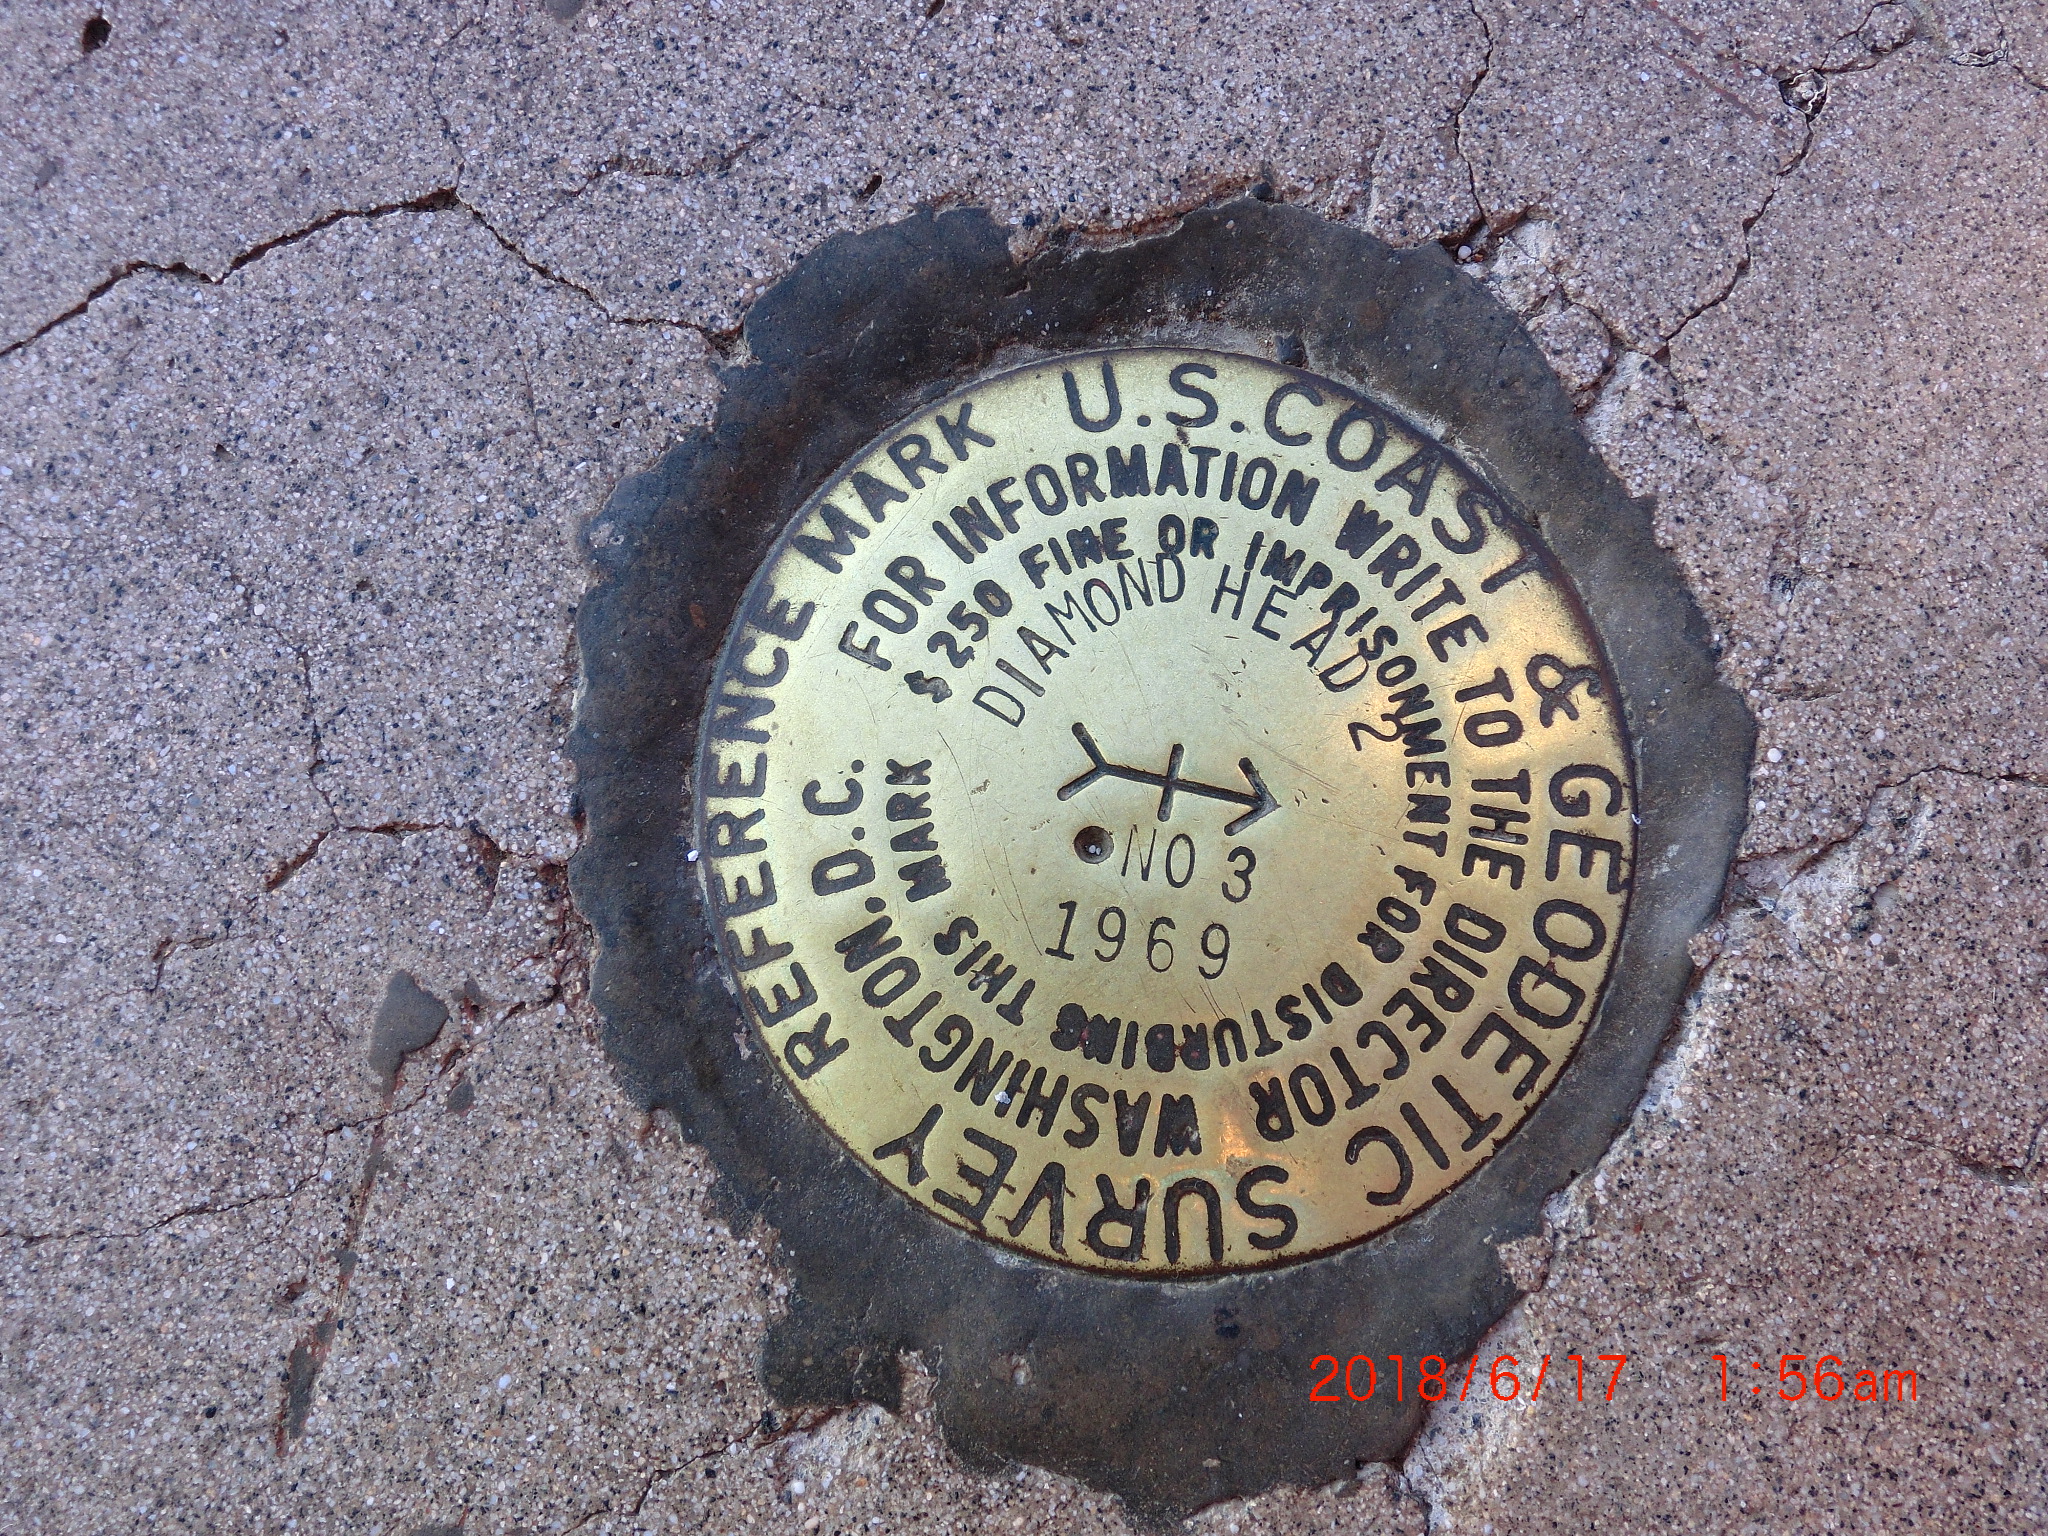 U.S. COAST & GEODETIC SURVEY
REFERENCE MARK
FOR INFORMATION WRITE TO THE DIRECTOR WASHINGTON. D.C.
$250 FINE OR IMPRISONMENT FOR DISTURBING THIS MARK
DIAMOND HEAD 2
NO 3
1969
2018/6/17 1:56am